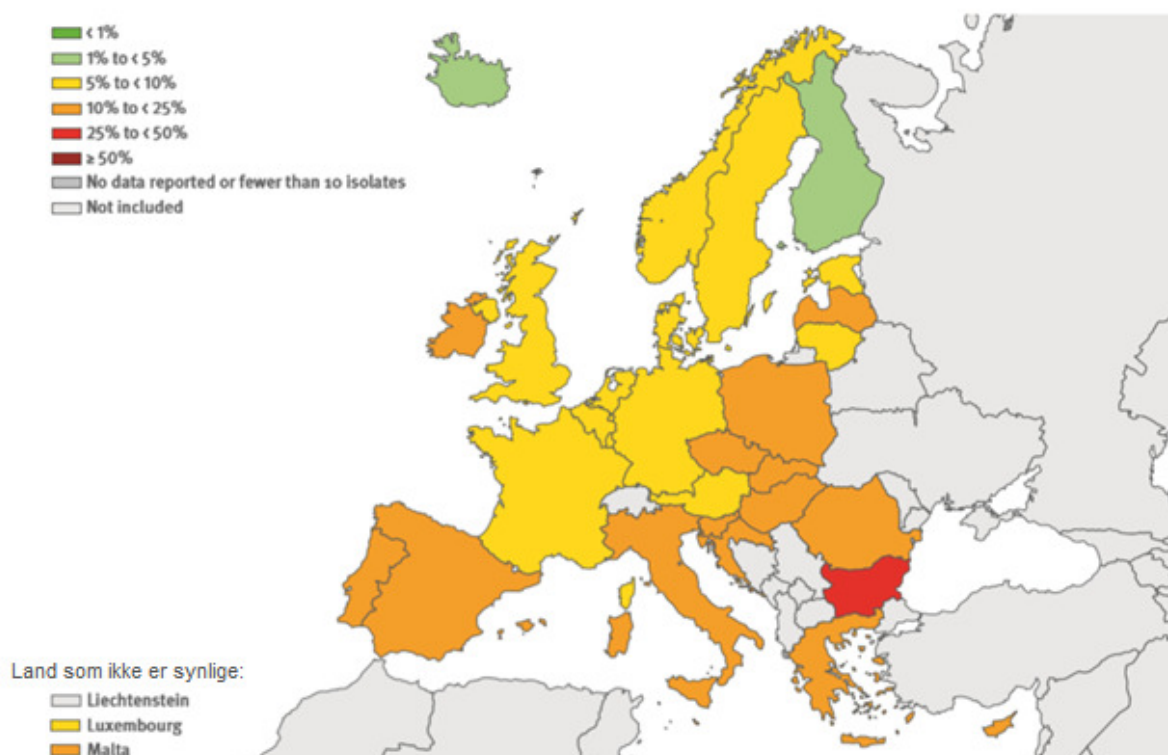 < 1%
1% to < 5%
5% to < 10%
10% to < 25%
25% to < 50%
≥ 50%
No data reported or fewer than 10 isolates
Not included
Land som ikke er synlige:
Liechtenstein
Luxembourg
Malta